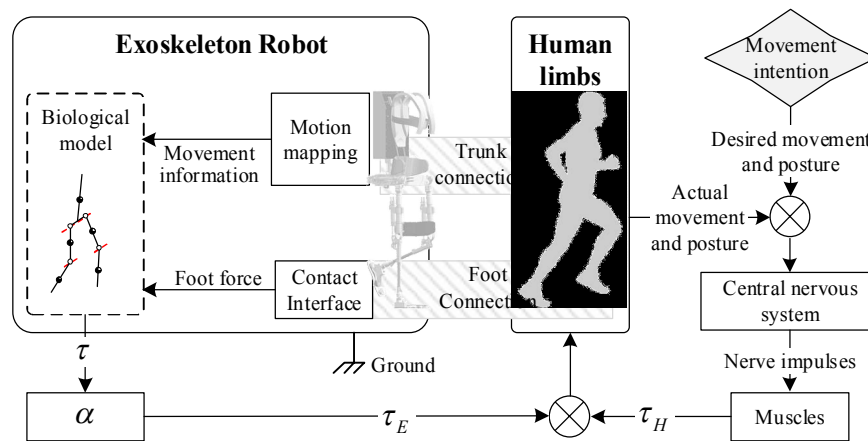 Exoskeleton Robot
Biological
model
Movement
information
Motion
mapping
Trunk
connection
Foot force
Contact
Interface
Foot
Connection
Human
limbs
Movement
intention
Desired movement
and posture
Actual
movement
and posture
Central nervous
system
Nerve impulses
Muscles
Ground
τ
α
τ_E
τ_H